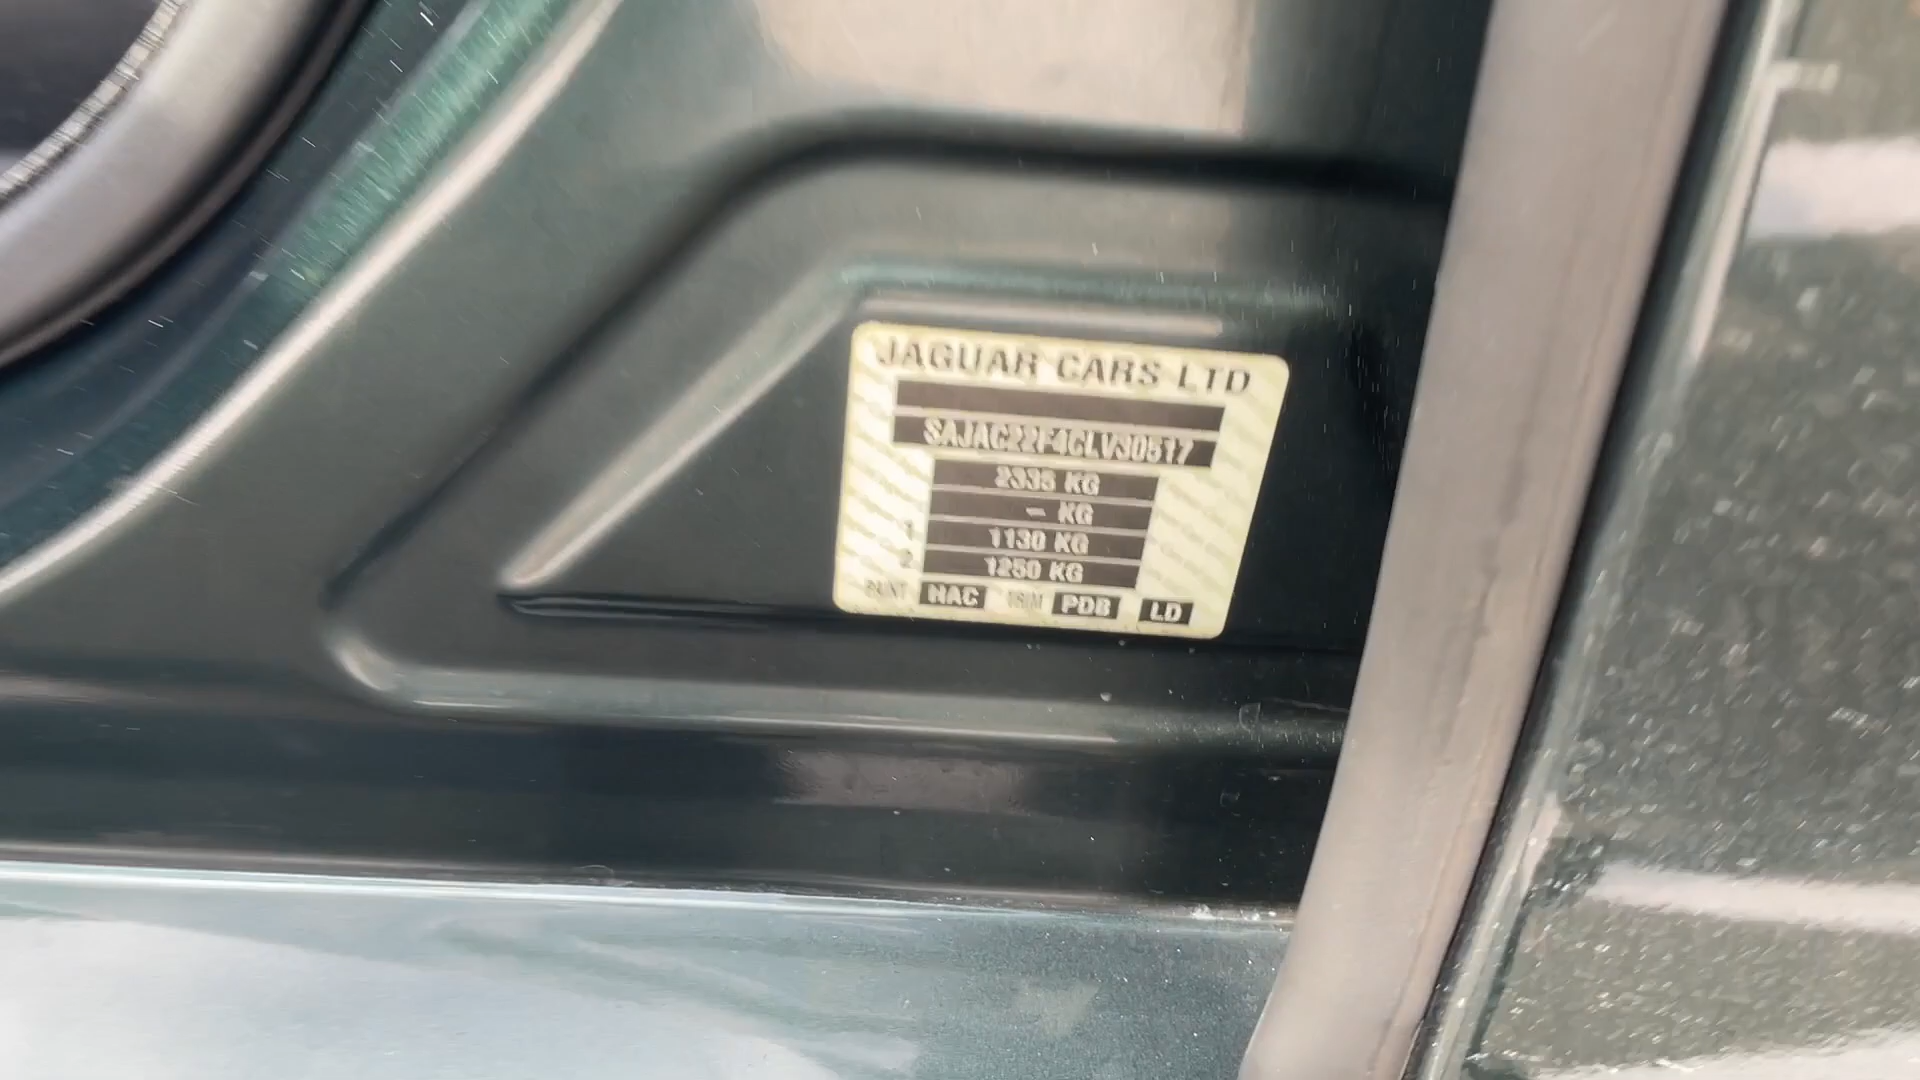 JAGUAR CARS LTD
SAJAC22F4CLV30517
2335 KG
- KG
1 1130 KG
2 1250 KG
PAINT HAC TRIM PDB LD